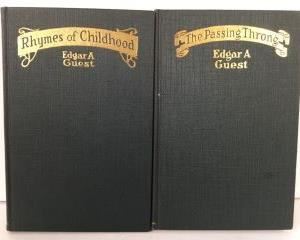 Rhymes of Childhood
Edgar A
Guest
The Passing Throng
Edgar A
Guest